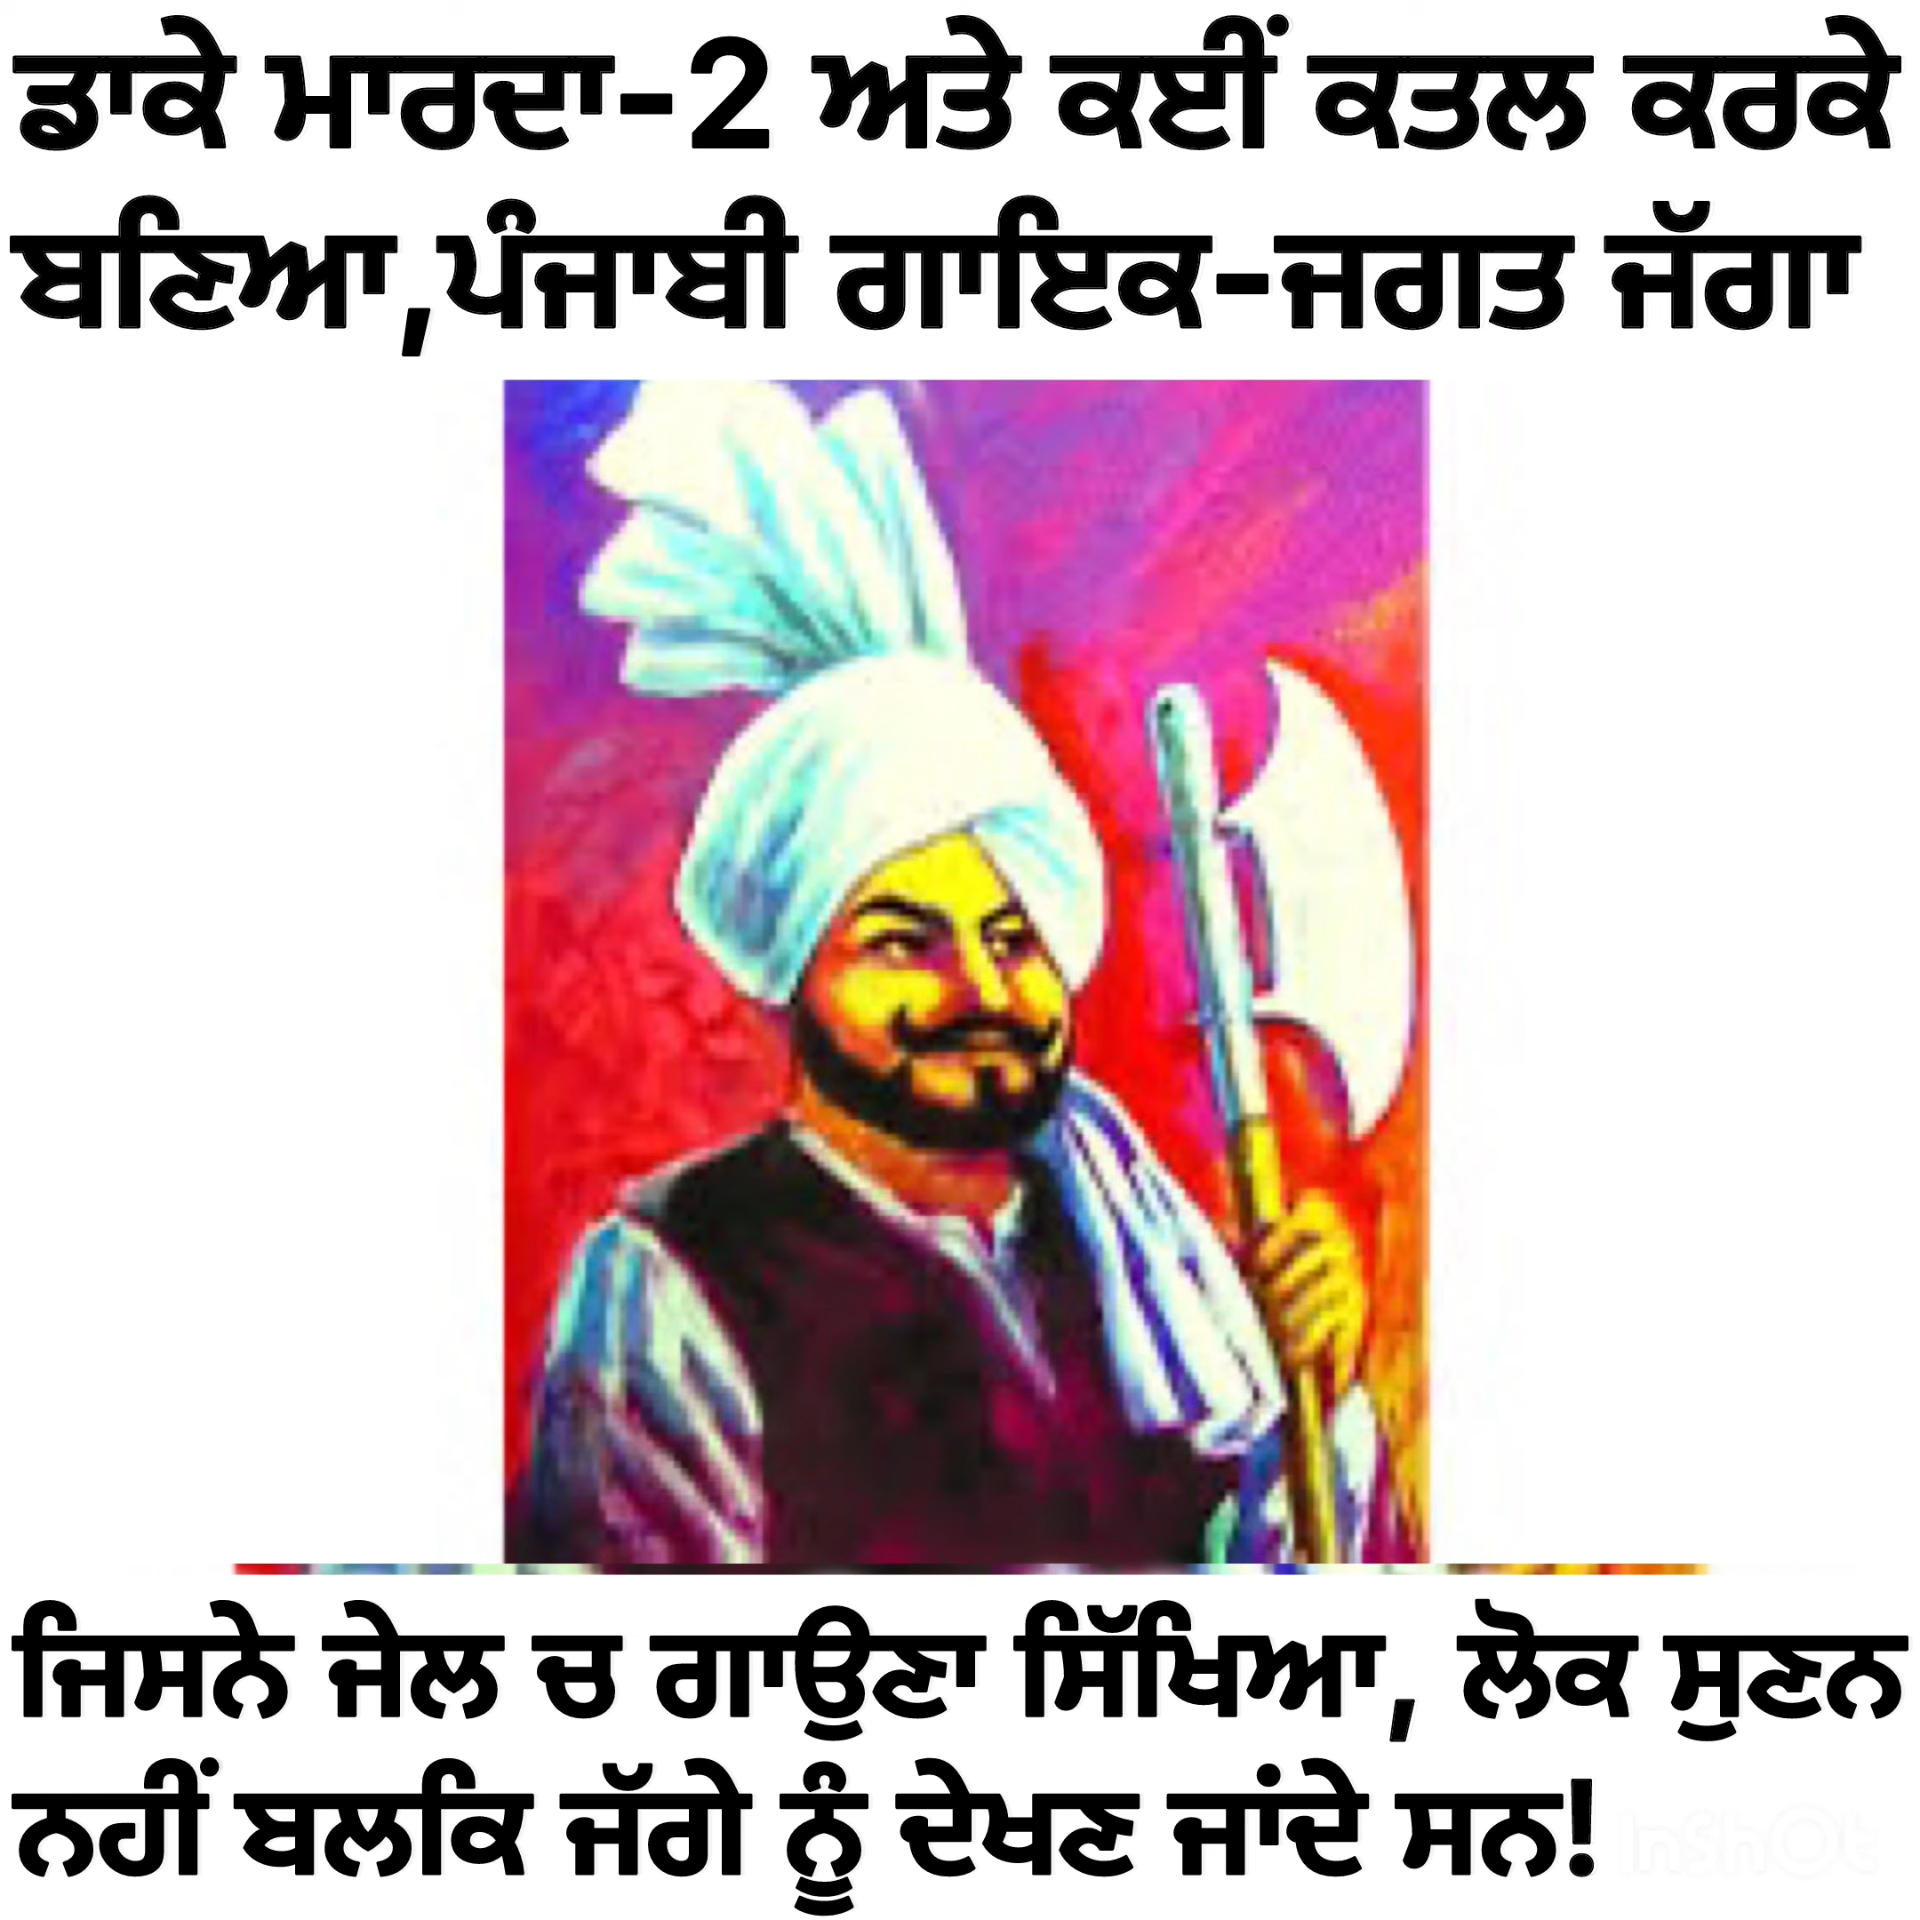 ਡਾਕੇ ਮਾਰਦਾ-2 ਅਤੇ ਕਈਂ ਕਤਲ ਕਰਕੇ
ਬਣਿਆ,ਪੰਜਾਬੀ ਗਾਇਕ-ਜਗਤ ਜੱਗਾ
ਜਿਸਨੇ ਜੇਲ ਚ ਗਾਉਣਾ ਸਿੱਖਿਆ, ਲੋਕ ਸੁਣਨ
ਨਹੀਂ ਬਲਕਿ ਜੱਗੇ ਨੂੰ ਦੇਖਣ ਜਾਂਦੇ ਸਨ!